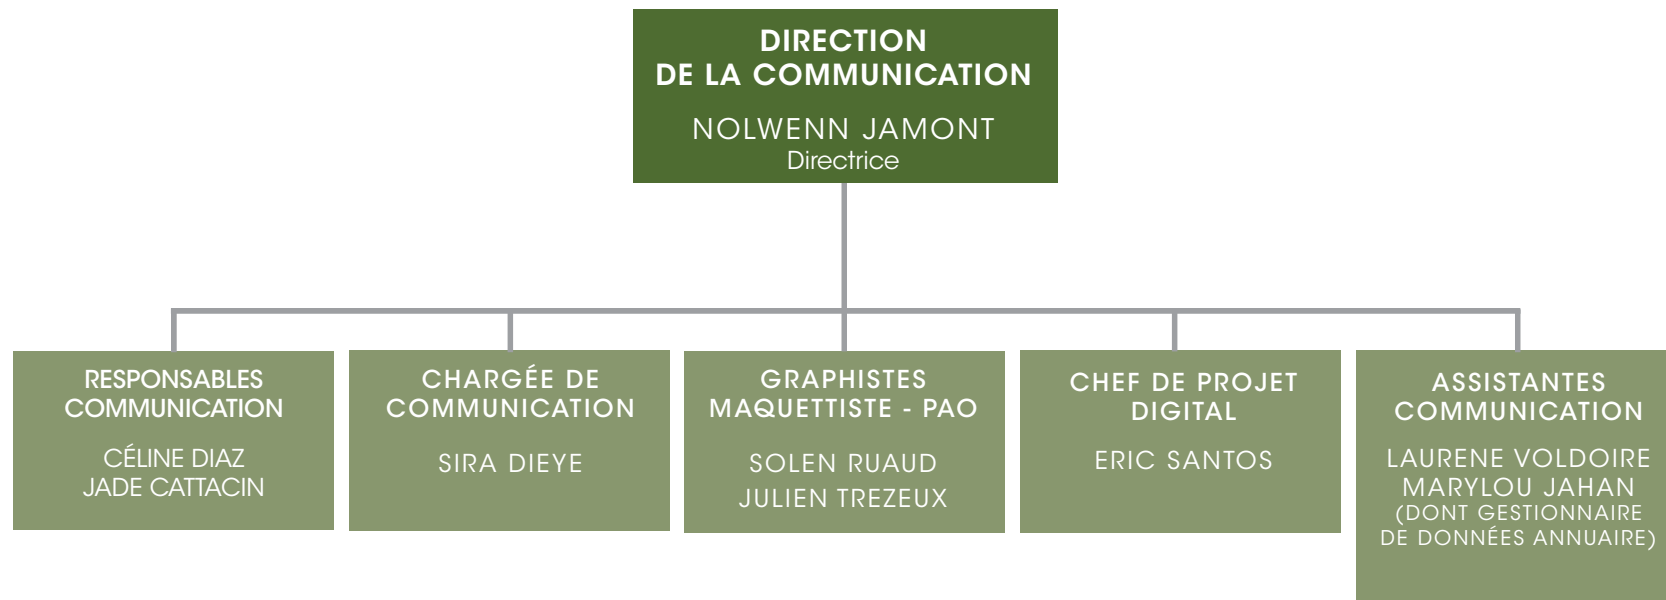 DIRECTION
DE LA COMMUNICATION
NOLWENN JAMONT
Directrice
RESPONSABLES
COMMUNICATION
CÉLINE DIAZ
JADE CATTACIN
CHARGÉE DE
COMMUNICATION
SIRA DIEYE
GRAPHISTES
MAQUETTISTE - PAO
SOLEN RUAUD
JULIEN TREZEUX
CHEF DE PROJET
DIGITAL
ERIC SANTOS
ASSISTANTES
COMMUNICATION
LAURENE VOLDOIRE
MARYLOU JAHAN
(DONT GESTIONNAIRE
DE DONNÉES ANNUAIRE)